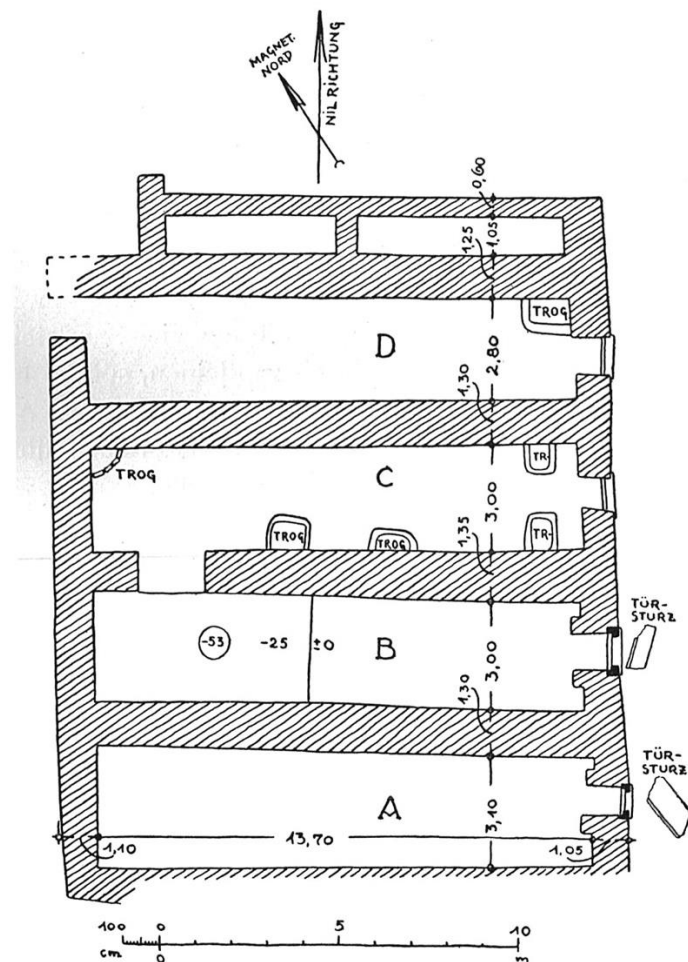 MAGNET.
NORD
NIL RICHTUNG
0,60
1,05
1,25
TROG
D
2,80
1,30
TROG
C
TR-
3,00
TROG
TROG
TR-
1,35
TÜR-
STURZ
-53
-25
±0
B
3,00
1,30
TÜR-
STURZ
A
3,10
13,70
1,10
1,05
100
0
5
10
cm
0
m